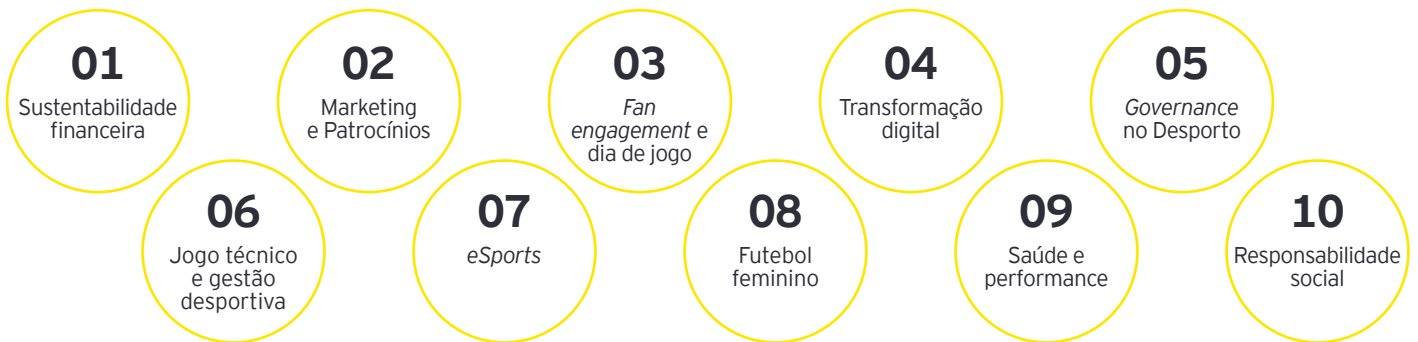 01
Sustentabilidade
financeira
02
Marketing
e Patrocínios
03
Fan
engagement e
dia de jogo
04
Transformação
digital
05
Governance
no Desporto
06
Jogo técnico
e gestão
desportiva
07
eSports
08
Futebol
feminino
09
Saúde e
performance
10
Responsabilidade
social